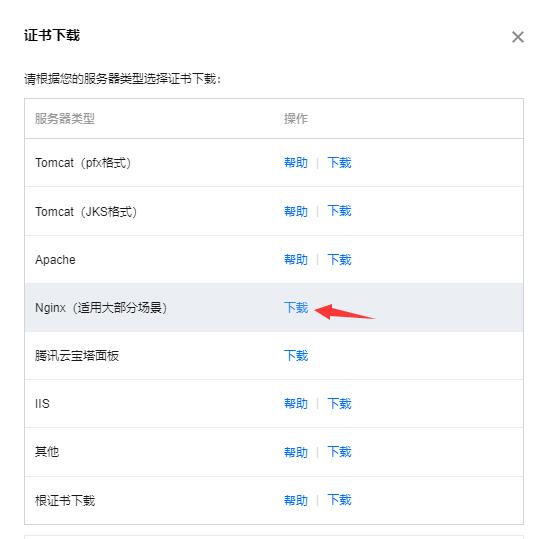 证书下载
请根据您的服务器类型选择证书下载：
服务器类型 操作
Tomcat（pfx格式） 帮助 | 下载
Tomcat（JKS格式） 帮助 | 下载
Apache 帮助 | 下载
Nginx（适用大部分场景） 下载
腾讯云宝塔面板 下载
IIS 帮助 | 下载
其他 帮助 | 下载
根证书下载 帮助 | 下载